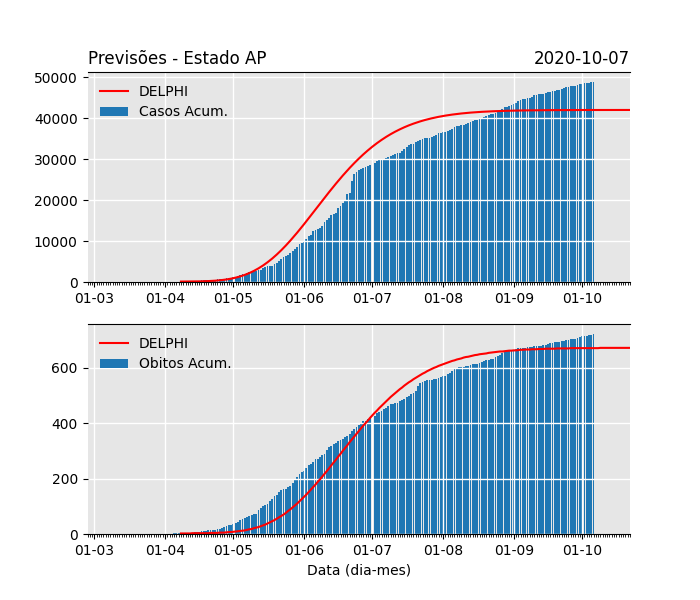 Previsões - Estado AP 2020-10-07
50000
40000
30000
20000
10000
0
DELPHI
Casos Acum.
01-03 01-04 01-05 01-06 01-07 01-08 01-09 01-10
600
400
200
0
DELPHI
Obitos Acum.
01-03 01-04 01-05 01-06 01-07 01-08 01-09 01-10
Data (dia-mes)